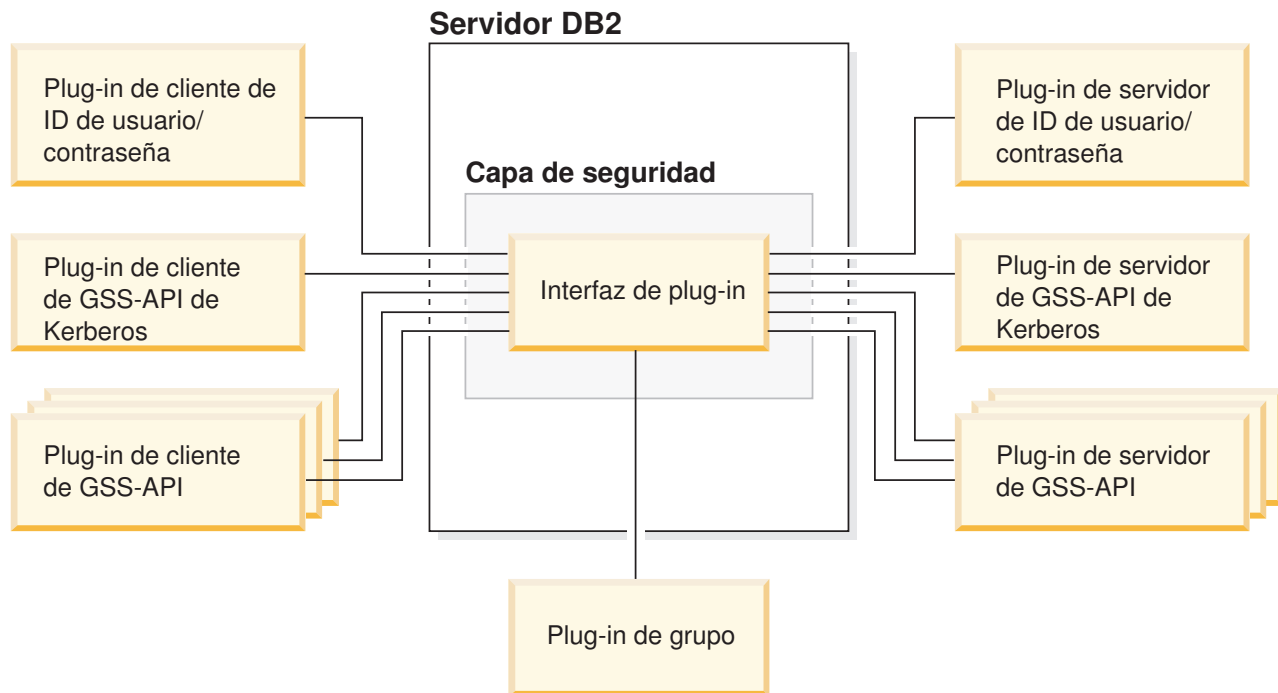 Servidor DB2
Plug-in de cliente de
ID de usuario/
contraseña
Plug-in de servidor
de ID de usuario/
contraseña
Capa de seguridad
Plug-in de cliente
de GSS-API de
Kerberos
Interfaz de plug-in
Plug-in de servidor
de GSS-API de
Kerberos
Plug-in de cliente
de GSS-API
Plug-in de servidor
de GSS-API
Plug-in de grupo